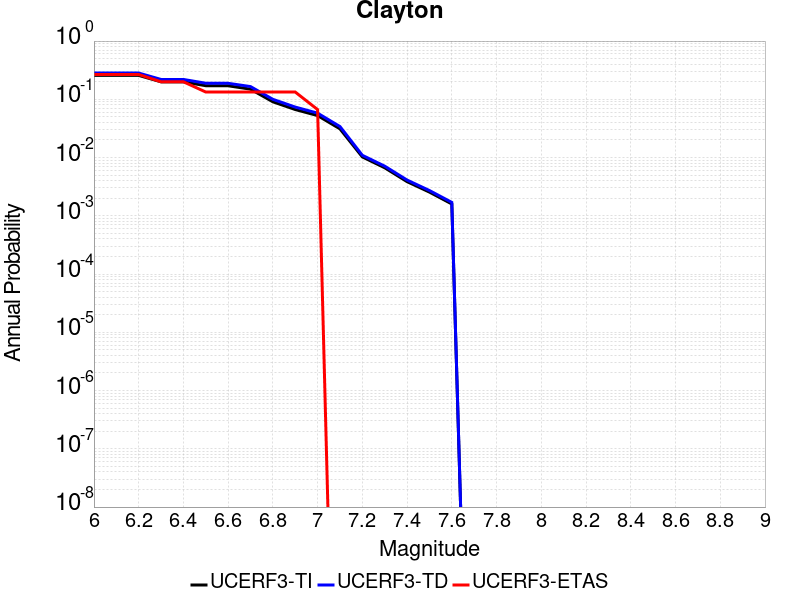 Clayton
10^0
10^-1
10^-2
10^-3
10^-4
10^-5
10^-6
10^-7
10^-8
Annual Probability
6 6.2 6.4 6.6 6.8 7 7.2 7.4 7.6 7.8 8 8.2 8.4 8.6 8.8 9
Magnitude
UCERF3-TI UCERF3-TD UCERF3-ETAS